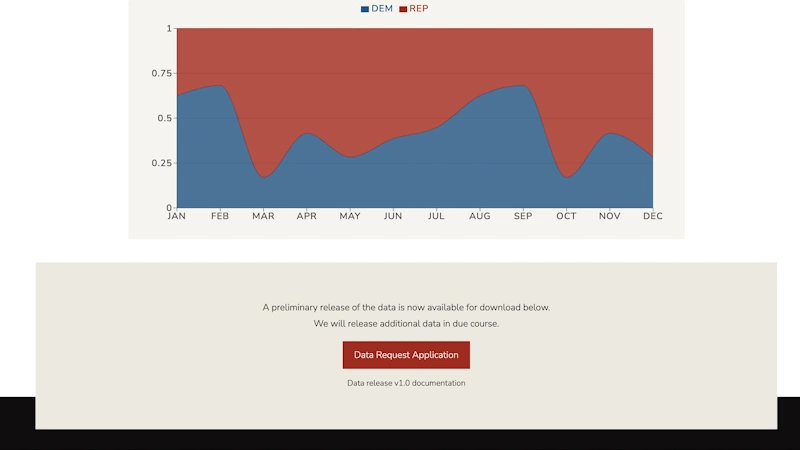 DEM REP
1
0.75
0.5
0.25
0
JAN FEB MAR APR MAY JUN JUL AUG SEP OCT NOV DEC
A preliminary release of the data is now available for download below.
We will release additional data in due course.
Data Request Application
Data release v1.0 documentation